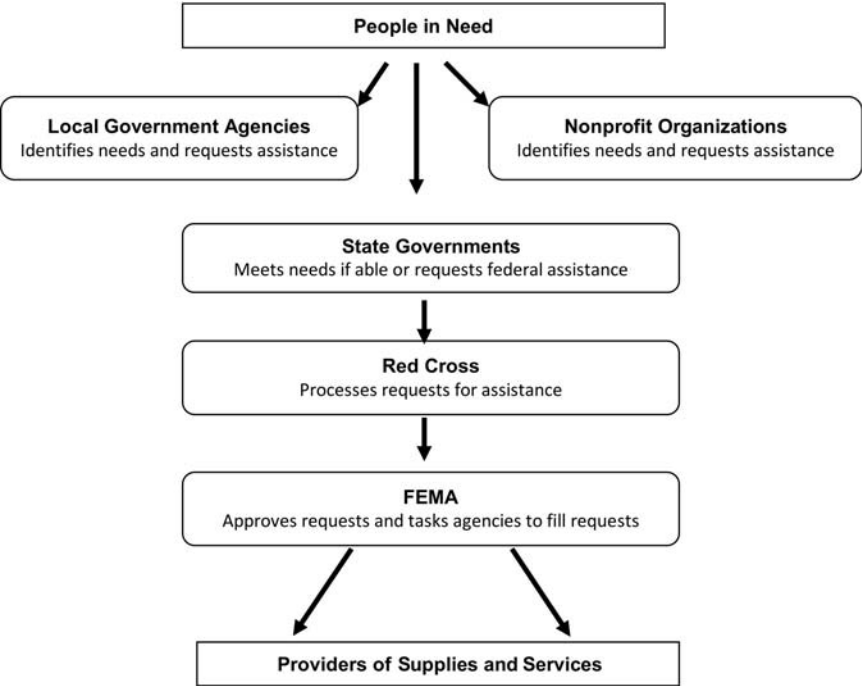 People in Need
Local Government Agencies
Identifies needs and requests assistance
Nonprofit Organizations
Identifies needs and requests assistance
State Governments
Meets needs if able or requests federal assistance
Red Cross
Processes requests for assistance
FEMA
Approves requests and tasks agencies to fill requests
Providers of Supplies and Services